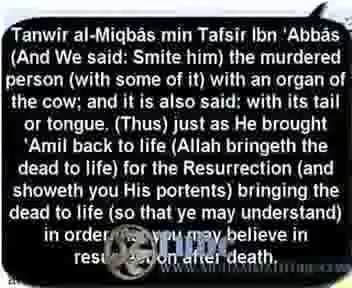 Tanwîr al-Miqbâs min Tafsîr Ibn 'Abbâs
(And We said: Smite him) the murdered
person (with some of it) with an organ of
the cow; and it is also said: with its tail
or tongue. (Thus) just as He brought
'Amil back to life (Allah bringeth the
dead to life) for the Resurrection (and
showeth you His portents) bringing the
dead to life (so that ye may understand)
in order you may believe in
after death.